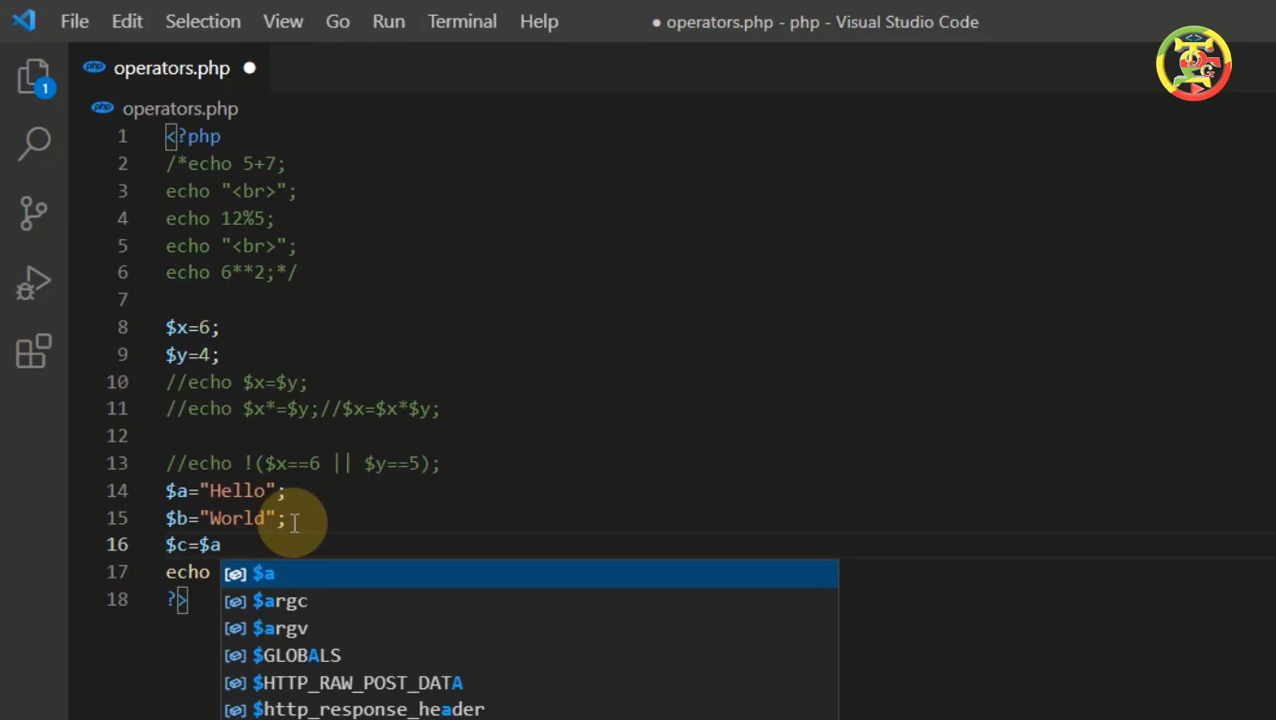 File Edit Selection View Go Run Terminal Help ● operators.php - php - Visual Studio Code
php operators.php ●
1
php operators.php
1 <?php
2 /*echo 5+7;
3 echo "<br>";
4 echo 12%5;
5 echo "<br>";
6 echo 6**2;*/
7
8 $x=6;
9 $y=4;
10 //echo $x=$y;
11 //echo $x*=$y;//$x=$x*$y;
12
13 //echo !($x==6 || $y==5);
14 $a="Hello";
15 $b="World";
16 $c=$a
17 echo
18 ?>
$a
$argc
$argv
$GLOBALS
$HTTP_RAW_POST_DATA
$http_response_header